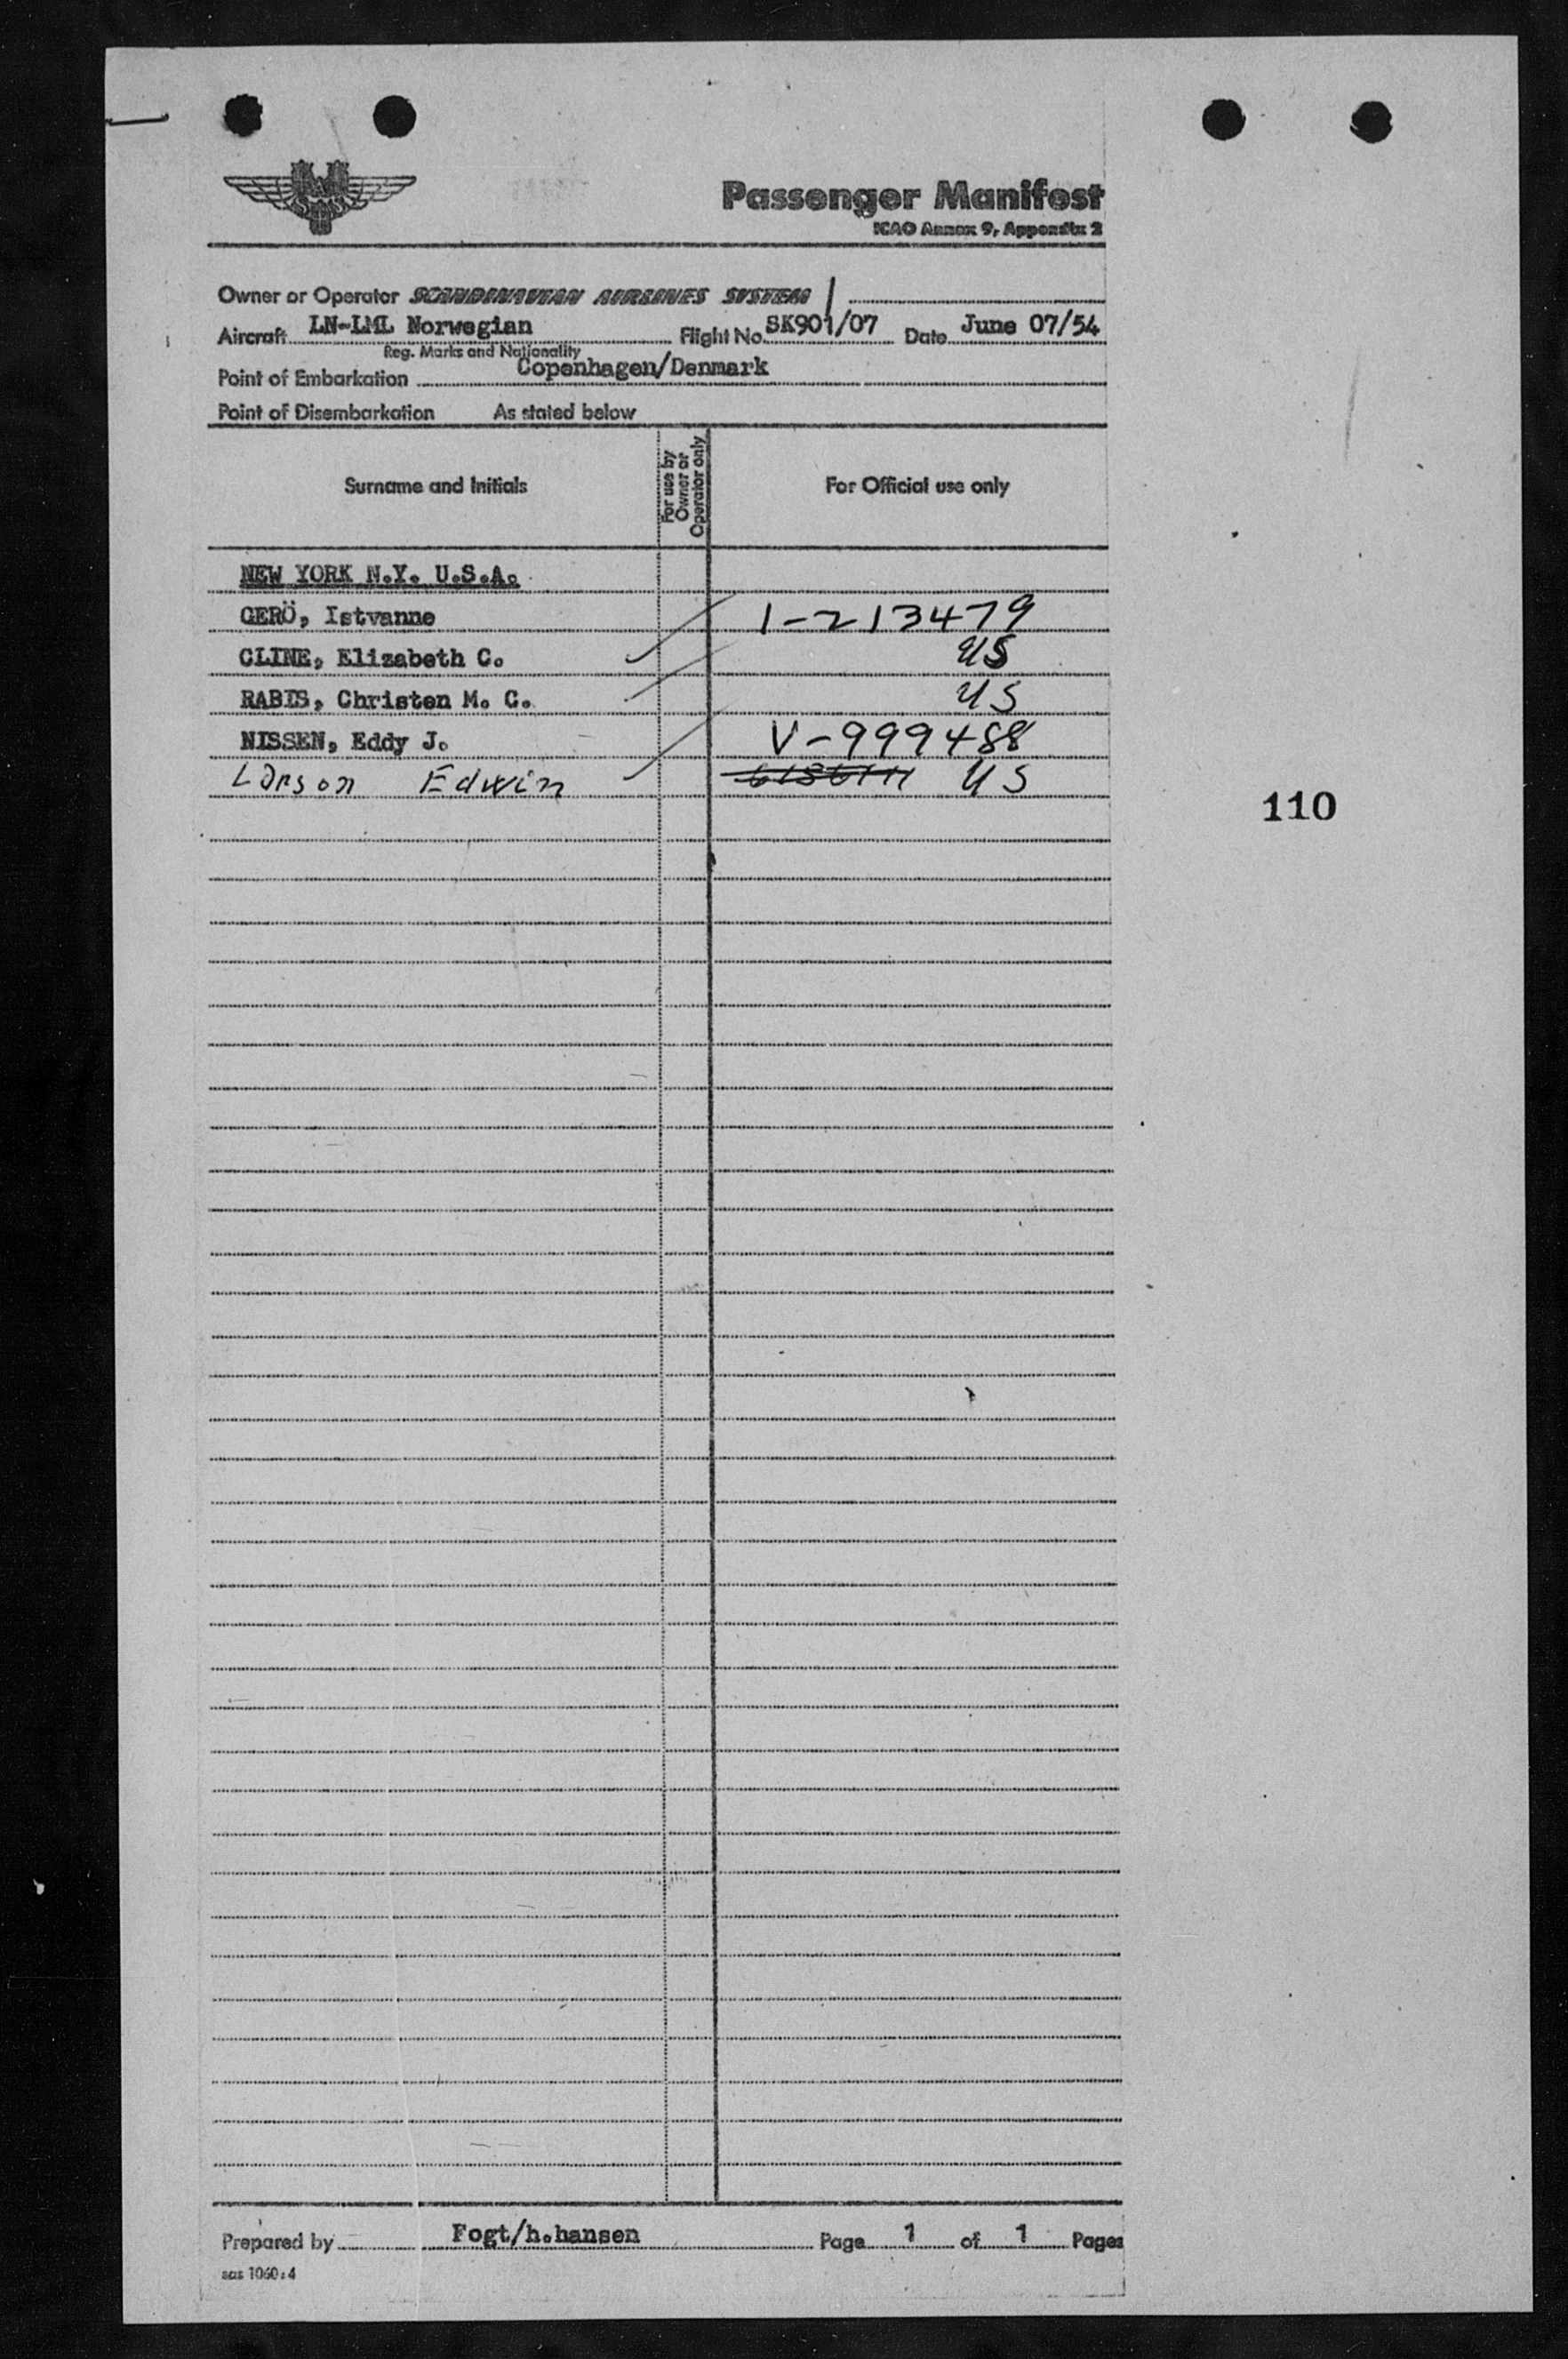 Passenger Manifest
ICAO Annex 9, Appendix 2
Owner or Operator SCANDINAVIAN AIRLINES SYSTEM
Aircraft LN-LML Norwegian Flight No. SK901/07 Date June 07/54
Reg. Marks and Nationality
Point of Embarkation Copenhagen/Denmark
Point of Disembarkation As stated below
Surname and Initials For use by Owner or Operator only For Official use only
NEW YORK N.Y. U.S.A.
GERÖ, Istvanne 1-213479
CLINE, Elizabeth C. US
RABIS, Christen M. C. US
NISSEN, Eddy J. V-999488
Larson Edwin US
110
Prepared by Fogt/h.hansen Page 1 of 1 Pages
sas 1060:4